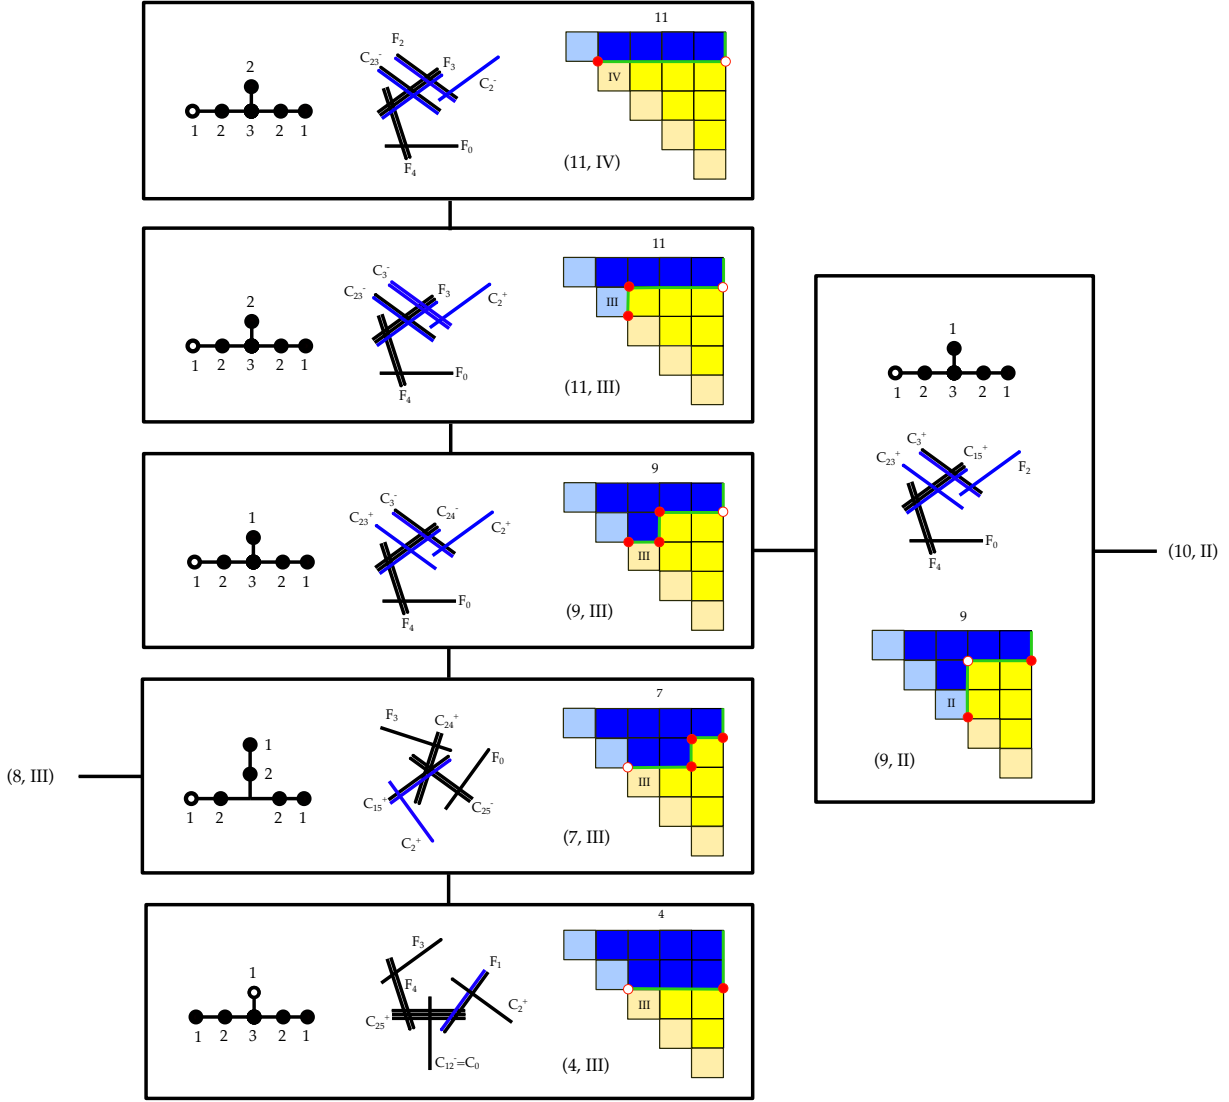 11
2
1 2 3 2 1
F2
C23-
F3
C2-
F0
F4
IV
(11, IV)
11
2
1 2 3 2 1
C3-
C23-
F3
C2+
F0
F4
III
(11, III)
9
1
1 2 3 2 1
C3-
C23+
C24-
C2+
F0
F4
III
(9, III)
1
1 2 3 2 1
C3+
C23+
C15+
F2
F0
F4
9
II
(9, II)
(10, II)
(8, III)
7
1
2
1 2 2 1
F3
C24+
F0
C15+
C25-
C2+
III
(7, III)
4
1
1 2 3 2 1
F3
F4
F1
C25+
C2+
C12-=C0
III
(4, III)